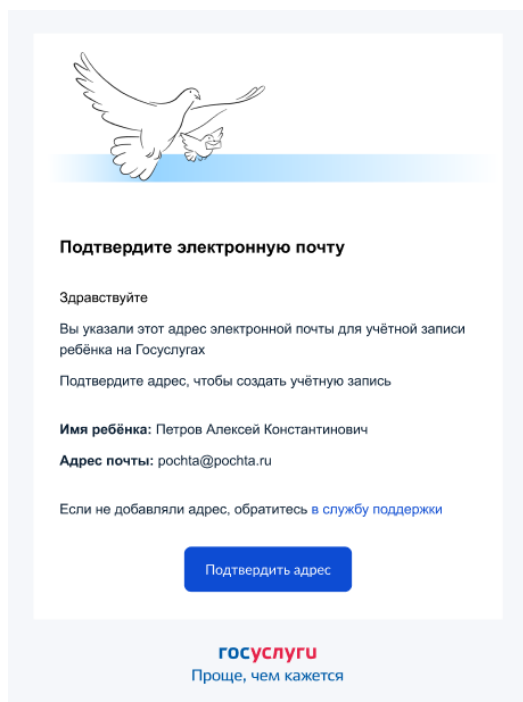 Подтвердите электронную почту
Здравствуйте
Вы указали этот адрес электронной почты для учётной записи
ребёнка на Госуслугах
Подтвердите адрес, чтобы создать учётную запись
Имя ребёнка: Петров Алексей Константинович
Адрес почты: pochta@pochta.ru
Если не добавляли адрес, обратитесь в службу поддержки
Подтвердить адрес
госуслуги
Проще, чем кажется